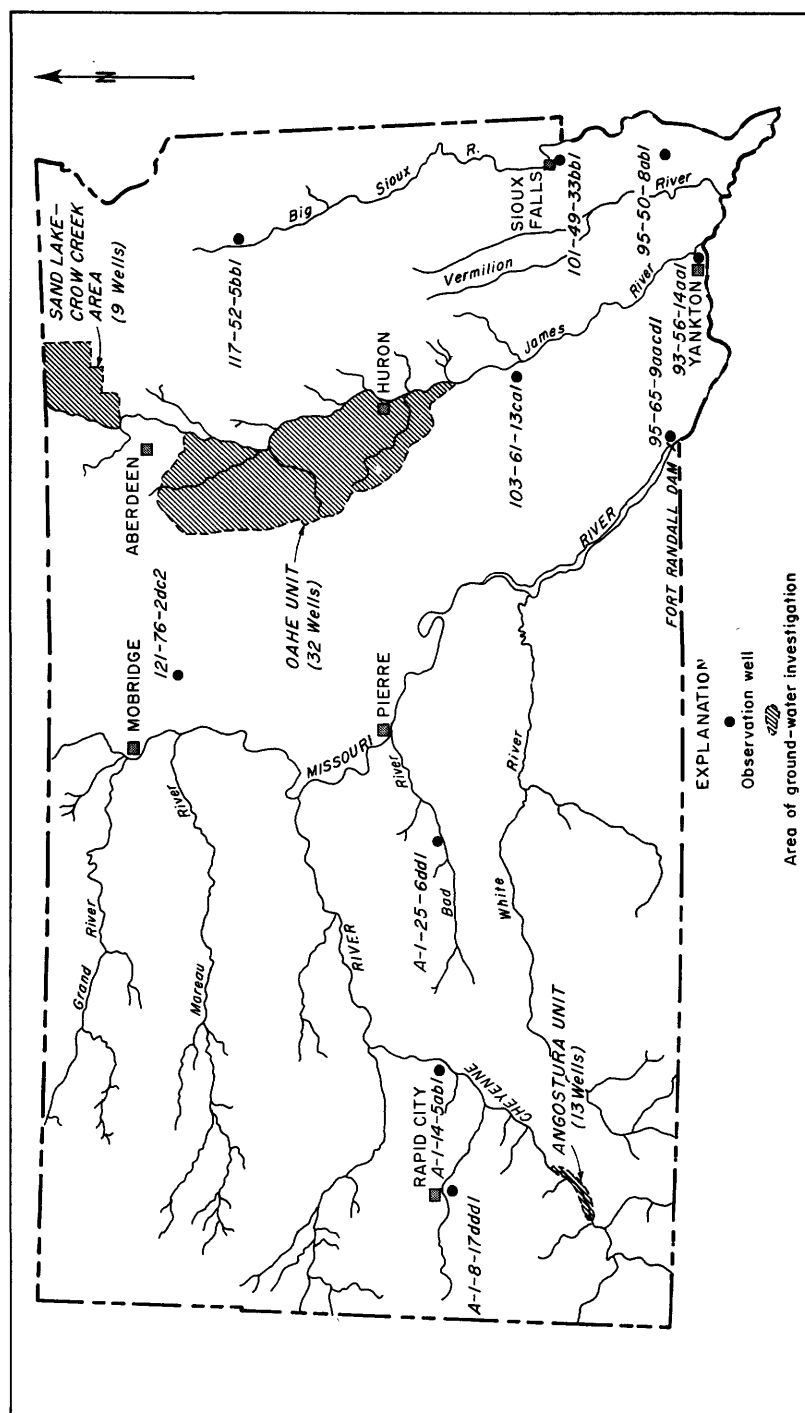 N
SAND LAKE-
CROW CREEK
AREA
(9 Wells)
MOBRIDGE
ABERDEEN
121-76-2dc2
117-52-5bb1
Grand
River
Moreau
River
Big
Sioux
R.
OAHE UNIT
(32 Wells)
HURON
PIERRE
MISSOURI
RIVER
River
Bad
A-1-25-6dd1
RAPID CITY
A-1-14-5ab1
A-1-8-17ddd1
CHEYENNE
ANGOSTURA UNIT
(13 Wells)
White
River
RIVER
James
River
103-61-13ca1
Vermilion
River
SIOUX
FALLS
101-49-33bb1
95-50-8ab1
93-56-14aa1
YANKTON
95-65-9aacd1
FORT RANDALL DAM
EXPLANATION
Observation well
Area of ground-water investigation